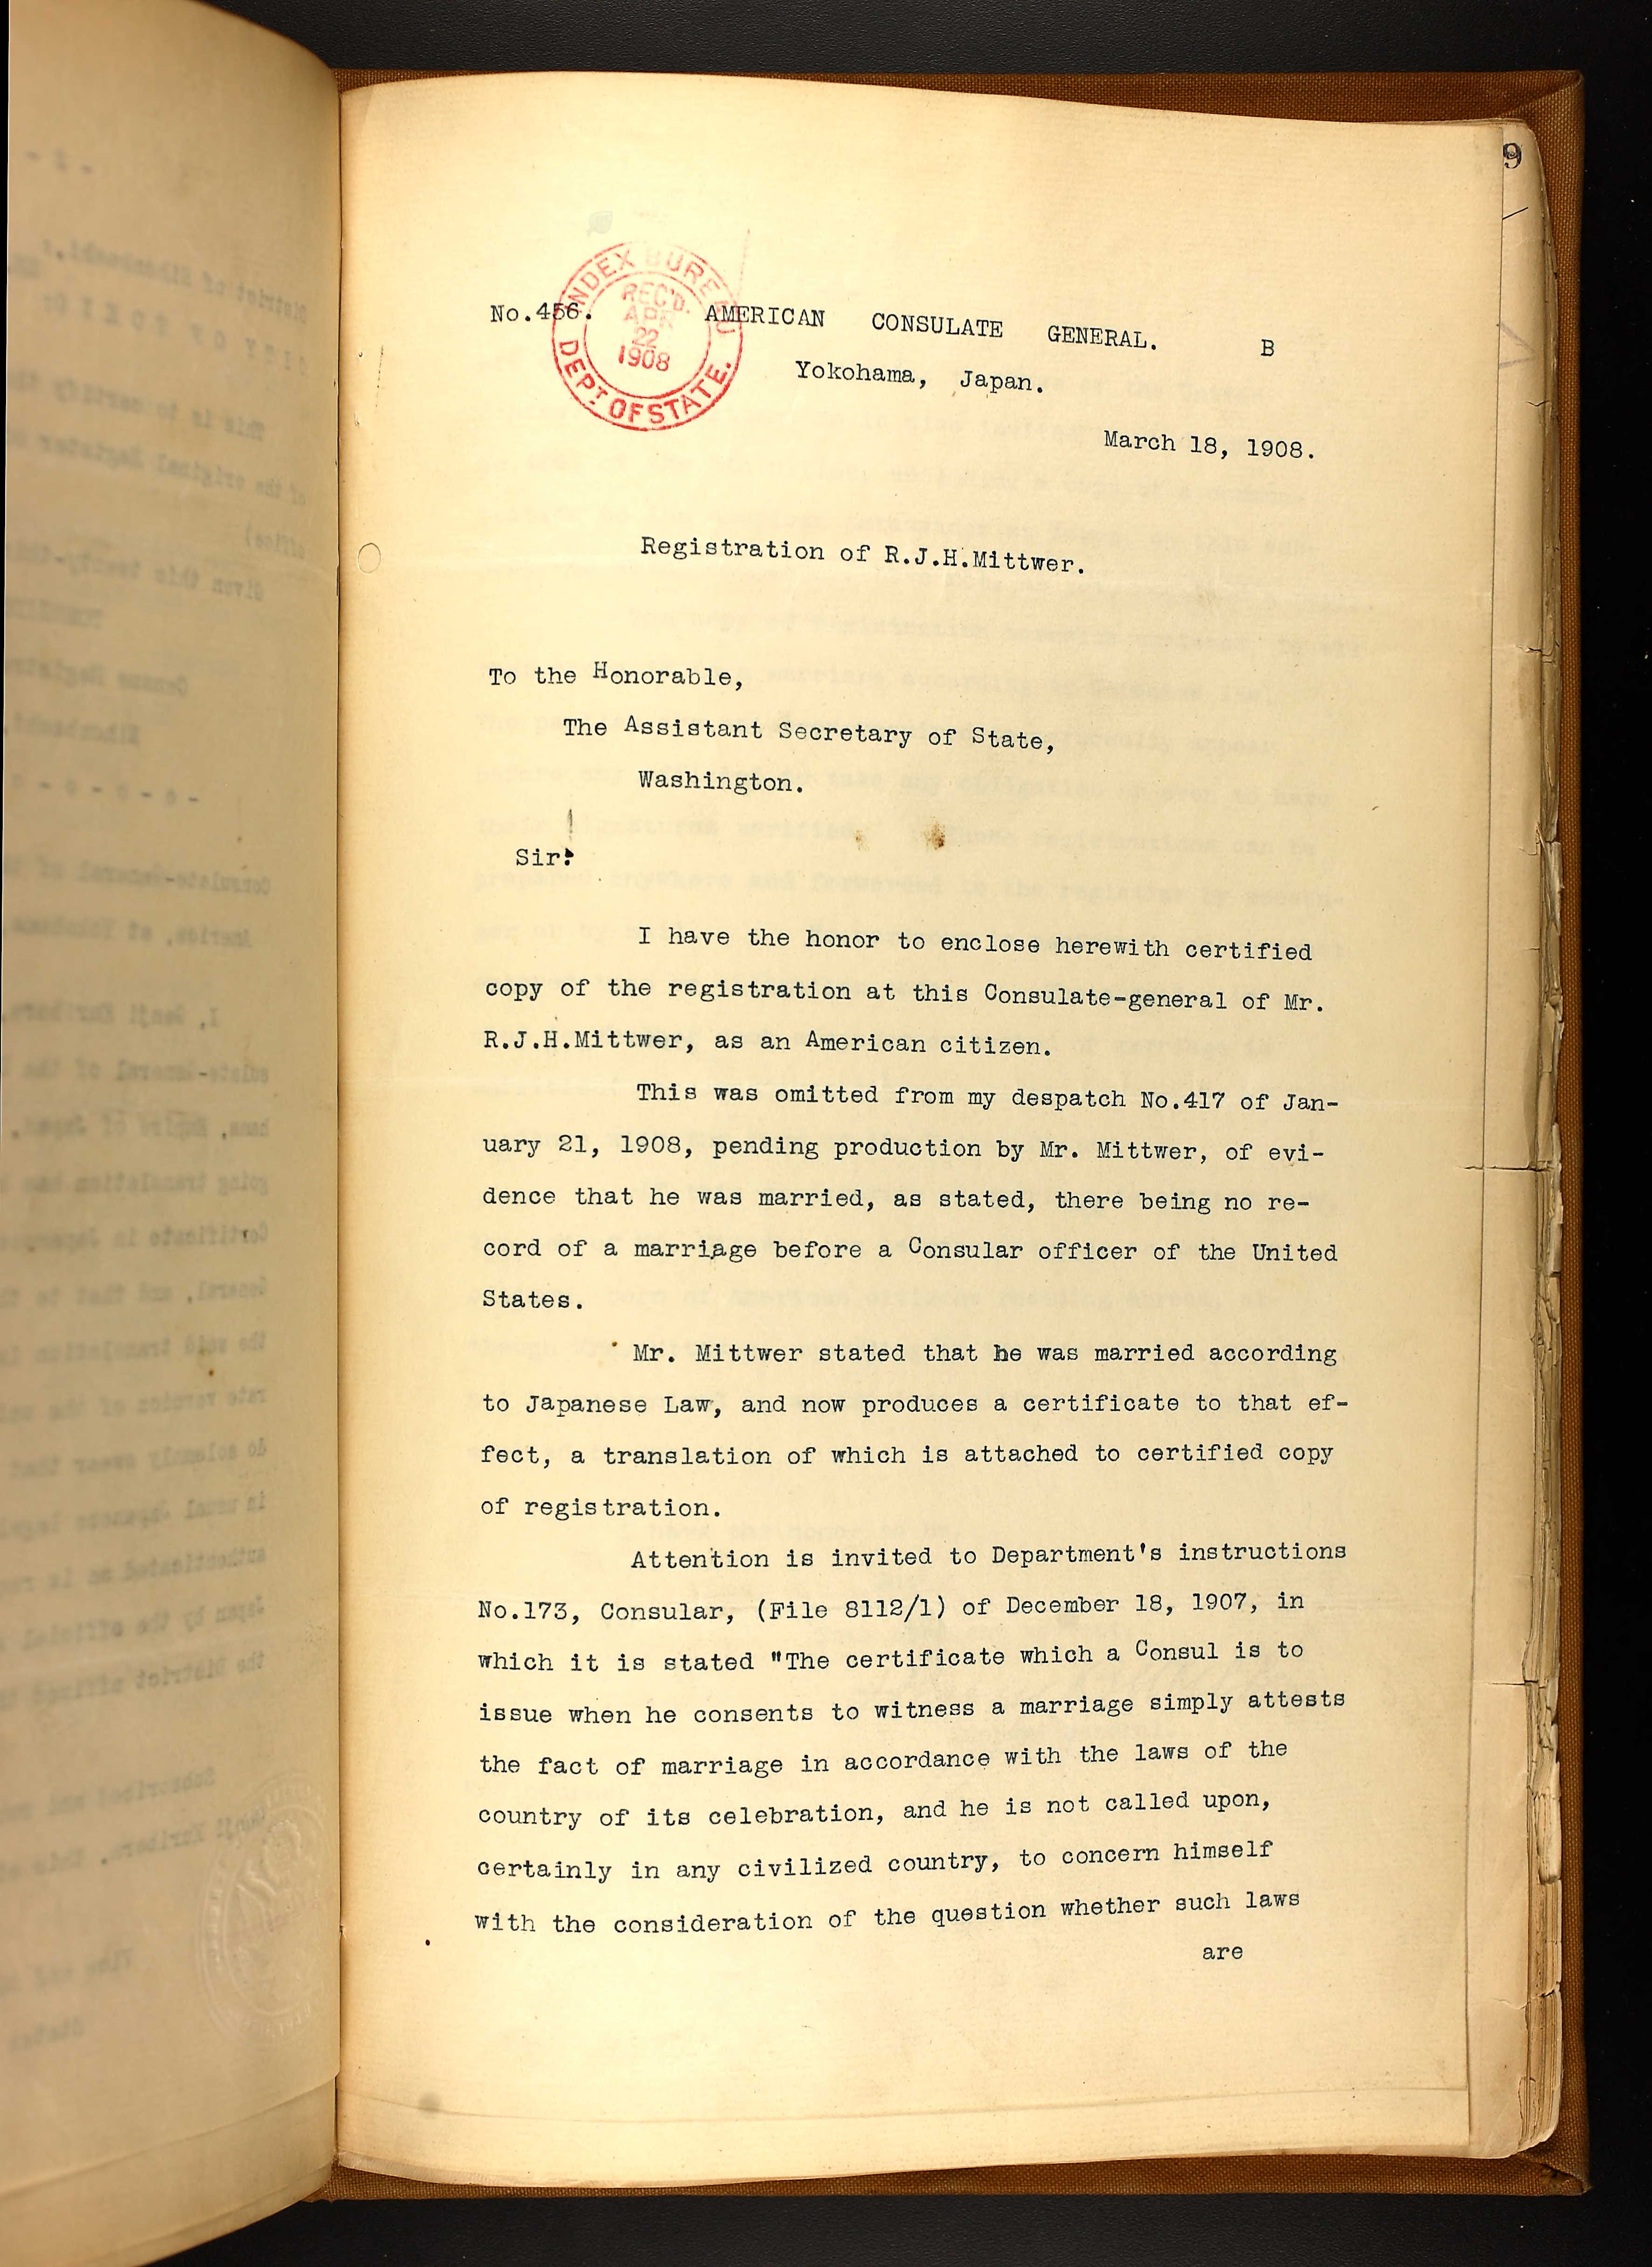 9
INDEX BUREAU
REC'D.
APR
22
1908
DEPT OF STATE.
No.456. AMERICAN CONSULATE GENERAL. B
Yokohama, Japan.
March 18, 1908.
Registration of R.J.H.Mittwer.
To the Honorable,
The Assistant Secretary of State,
Washington.
Sir:
I have the honor to enclose herewith certified
copy of the registration at this Consulate-general of Mr.
R.J.H.Mittwer, as an American citizen.
This was omitted from my despatch No.417 of Jan-
uary 21, 1908, pending production by Mr. Mittwer, of evi-
dence that he was married, as stated, there being no re-
cord of a marriage before a Consular officer of the United
States.
Mr. Mittwer stated that he was married according
to Japanese Law, and now produces a certificate to that ef-
fect, a translation of which is attached to certified copy
of registration.
Attention is invited to Department's instructions
No.173, Consular, (File 8112/1) of December 18, 1907, in
which it is stated "The certificate which a Consul is to
issue when he consents to witness a marriage simply attests
the fact of marriage in accordance with the laws of the
country of its celebration, and he is not called upon,
certainly in any civilized country, to concern himself
with the consideration of the question whether such laws
are